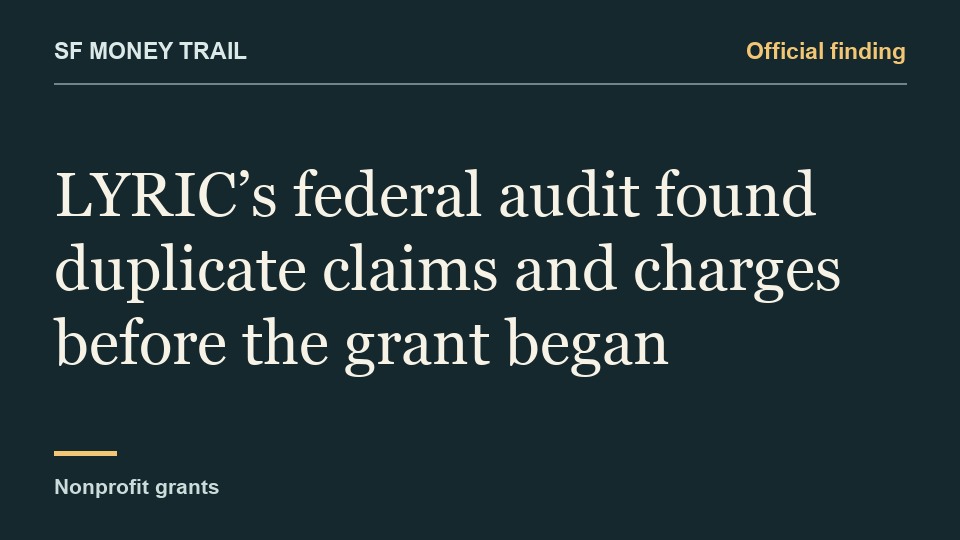 SF MONEY TRAIL
Official finding
LYRIC’s federal audit found
duplicate claims and charges
before the grant began
Nonprofit grants